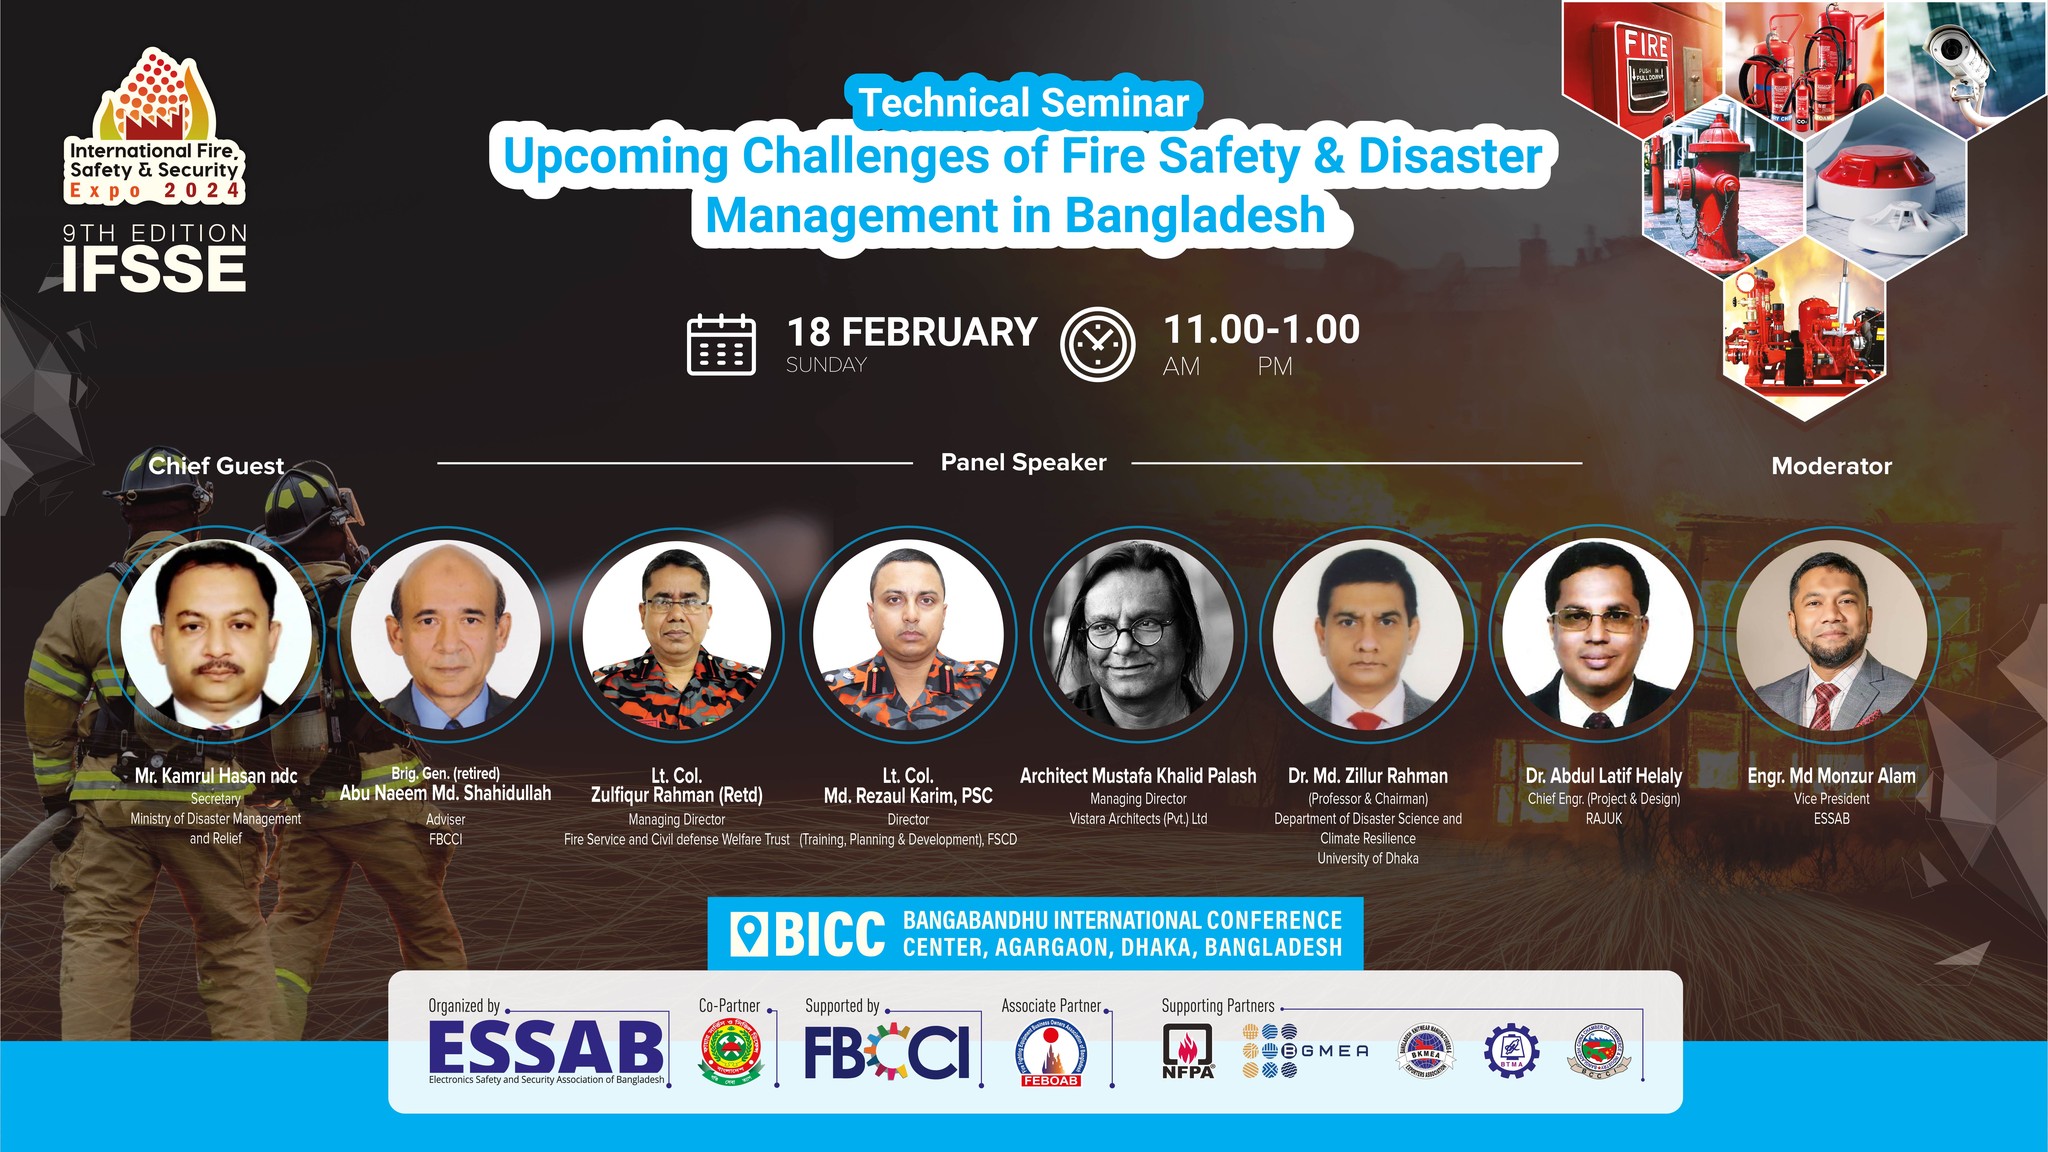 International Fire,
Safety & Security
Expo 2024
9TH EDITION
IFSSE
Technical Seminar
Upcoming Challenges of Fire Safety & Disaster
Management in Bangladesh
18 FEBRUARY
SUNDAY
11.00-1.00
AM PM
FIRE
PUSH IN
PULL DOWN
Chief Guest
Panel Speaker
Moderator
Mr. Kamrul Hasan ndc
Secretary
Ministry of Disaster Management
and Relief
Brig. Gen. (retired)
Abu Naeem Md. Shahidullah
Adviser
FBCCI
Lt. Col.
Zulfiqur Rahman (Retd)
Managing Director
Fire Service and Civil defense Welfare Trust
Lt. Col.
Md. Rezaul Karim, PSC
Director
(Training, Planning & Development), FSCD
Architect Mustafa Khalid Palash
Managing Director
Vistara Architects (Pvt.) Ltd
Dr. Md. Zillur Rahman
(Professor & Chairman)
Department of Disaster Science and
Climate Resilience
University of Dhaka
Dr. Abdul Latif Helaly
Chief Engr. (Project & Design)
RAJUK
Engr. Md Monzur Alam
Vice President
ESSAB
BICC
BANGABANDHU INTERNATIONAL CONFERENCE
CENTER, AGARGAON, DHAKA, BANGLADESH
Organized by
ESSAB
Electronics Safety and Security Association of Bangladesh
Co-Partner
Supported by
FBCCI
Associate Partner
FEBOAB
Supporting Partners
NFPA
BGMEA
BKMEA
BTMA
BCCCI